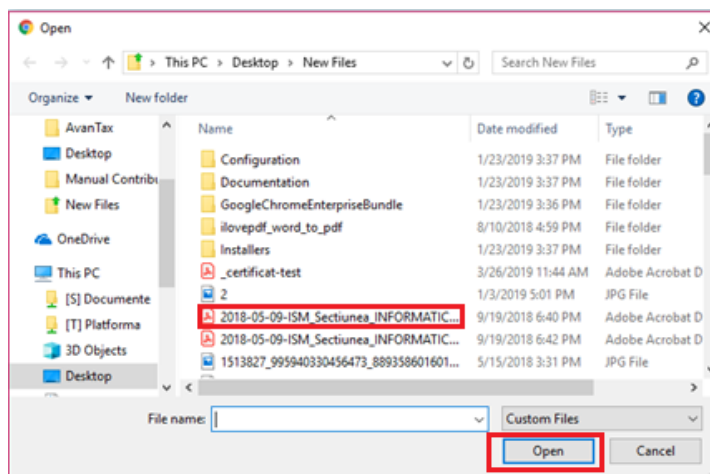 Open
This PC > Desktop > New Files
Search New Files
Organize
New folder
AvanTax
Desktop
Manual Contribu
New Files
OneDrive
This PC
[S] Documente
[T] Platforma
3D Objects
Desktop
Name Date modified Type
Configuration 1/23/2019 3:37 PM File folder
Documentation 1/23/2019 3:37 PM File folder
GoogleChromeEnterpriseBundle 1/23/2019 3:36 PM File folder
ilovepdf_word_to_pdf 8/10/2018 4:59 PM File folder
Installers 1/23/2019 3:37 PM File folder
_certificat-test 3/26/2019 11:44 AM Adobe Acrobat D
2 1/3/2019 5:01 PM JPG File
2018-05-09-ISM_Sectiunea_INFORMATIC... 9/19/2018 6:40 PM Adobe Acrobat D
2018-05-09-ISM_Sectiunea_INFORMATIC... 9/19/2018 6:42 PM Adobe Acrobat D
1513827_995940330456473_889358601601... 5/15/2018 3:31 PM JPG File
File name:
Custom Files
Open
Cancel